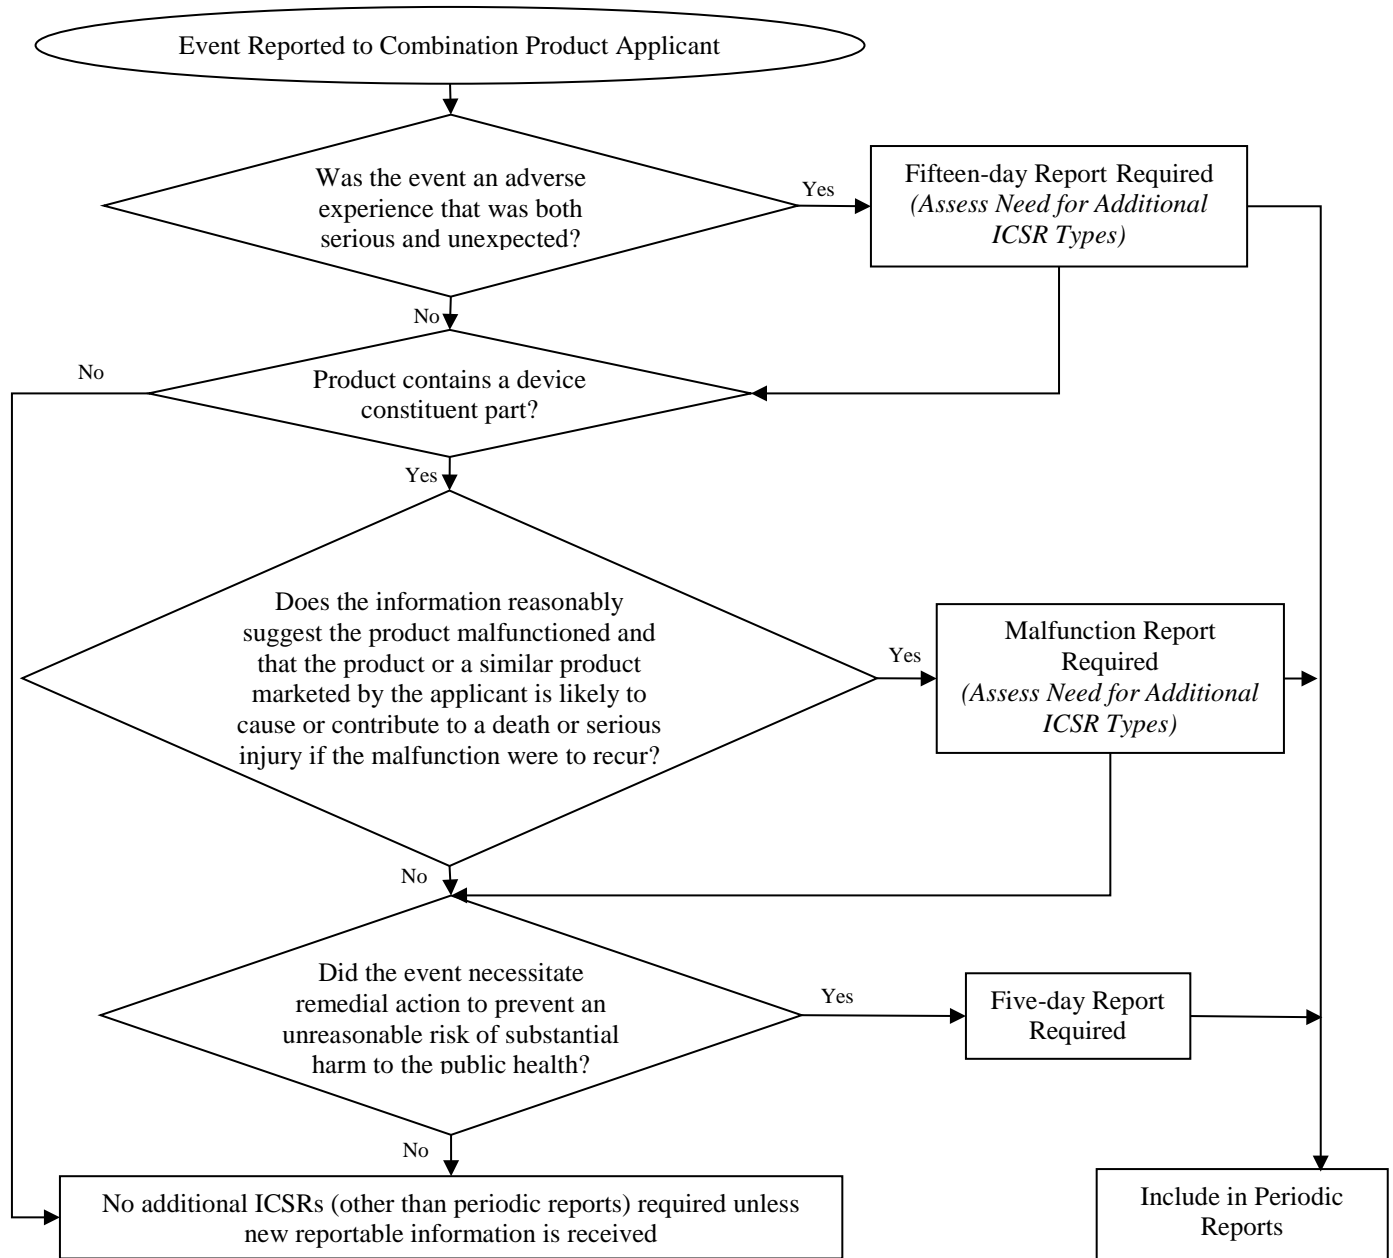 Event Reported to Combination Product Applicant
Was the event an adverse
experience that was both
serious and unexpected?
Yes
Fifteen-day Report Required
(Assess Need for Additional
ICSR Types)
No
No
Product contains a device
constituent part?
Yes
Does the information reasonably
suggest the product malfunctioned and
that the product or a similar product
marketed by the applicant is likely to
cause or contribute to a death or serious
injury if the malfunction were to recur?
Yes
Malfunction Report
Required
(Assess Need for Additional
ICSR Types)
No
Did the event necessitate
remedial action to prevent an
unreasonable risk of substantial
harm to the public health?
Yes
Five-day Report
Required
No
No additional ICSRs (other than periodic reports) required unless
new reportable information is received
Include in Periodic
Reports